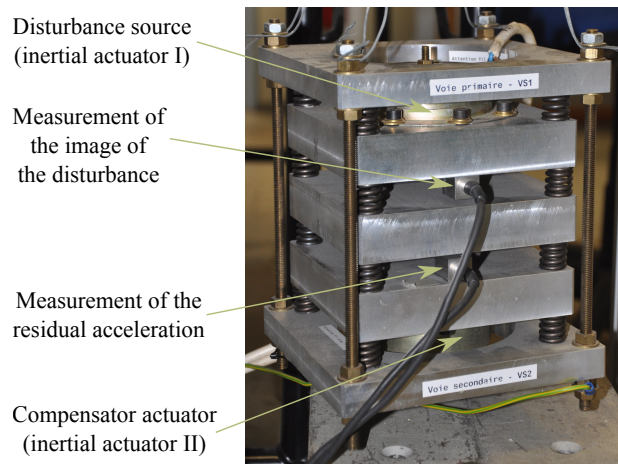 Disturbance source
(inertial actuator I)
Measurement of
the image of
the disturbance
Measurement of the
residual acceleration
Compensator actuator
(inertial actuator II)
Voie primaire - VS1
Voie secondaire - VS2